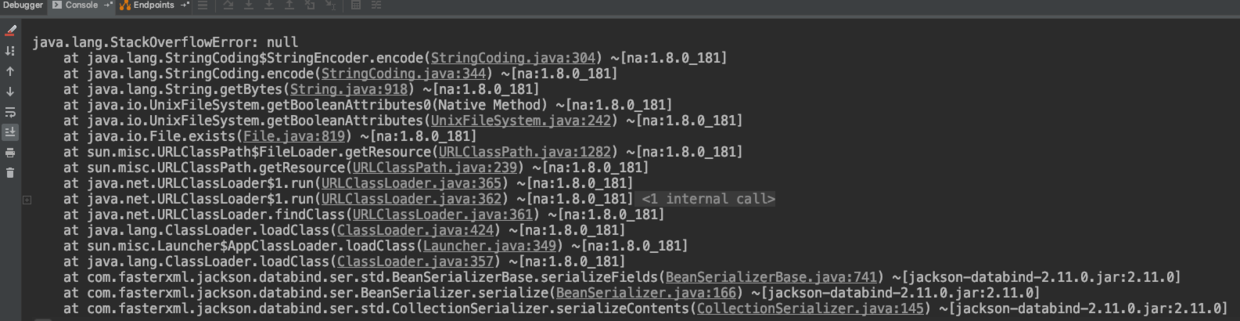 Debugger Console Endpoints
java.lang.StackOverflowError: null
at java.lang.StringCoding$StringEncoder.encode(StringCoding.java:304) ~[na:1.8.0_181]
at java.lang.StringCoding.encode(StringCoding.java:344) ~[na:1.8.0_181]
at java.lang.String.getBytes(String.java:918) ~[na:1.8.0_181]
at java.io.UnixFileSystem.getBooleanAttributes0(Native Method) ~[na:1.8.0_181]
at java.io.UnixFileSystem.getBooleanAttributes(UnixFileSystem.java:242) ~[na:1.8.0_181]
at java.io.File.exists(File.java:819) ~[na:1.8.0_181]
at sun.misc.URLClassPath$FileLoader.getResource(URLClassPath.java:1282) ~[na:1.8.0_181]
at sun.misc.URLClassPath.getResource(URLClassPath.java:239) ~[na:1.8.0_181]
at java.net.URLClassLoader$1.run(URLClassLoader.java:365) ~[na:1.8.0_181]
at java.net.URLClassLoader$1.run(URLClassLoader.java:362) ~[na:1.8.0_181] <1 internal call>
at java.net.URLClassLoader.findClass(URLClassLoader.java:361) ~[na:1.8.0_181]
at java.lang.ClassLoader.loadClass(ClassLoader.java:424) ~[na:1.8.0_181]
at sun.misc.Launcher$AppClassLoader.loadClass(Launcher.java:349) ~[na:1.8.0_181]
at java.lang.ClassLoader.loadClass(ClassLoader.java:357) ~[na:1.8.0_181]
at com.fasterxml.jackson.databind.ser.std.BeanSerializerBase.serializeFields(BeanSerializerBase.java:741) ~[jackson-databind-2.11.0.jar:2.11.0]
at com.fasterxml.jackson.databind.ser.BeanSerializer.serialize(BeanSerializer.java:166) ~[jackson-databind-2.11.0.jar:2.11.0]
at com.fasterxml.jackson.databind.ser.std.CollectionSerializer.serializeContents(CollectionSerializer.java:145) ~[jackson-databind-2.11.0.jar:2.11.0]